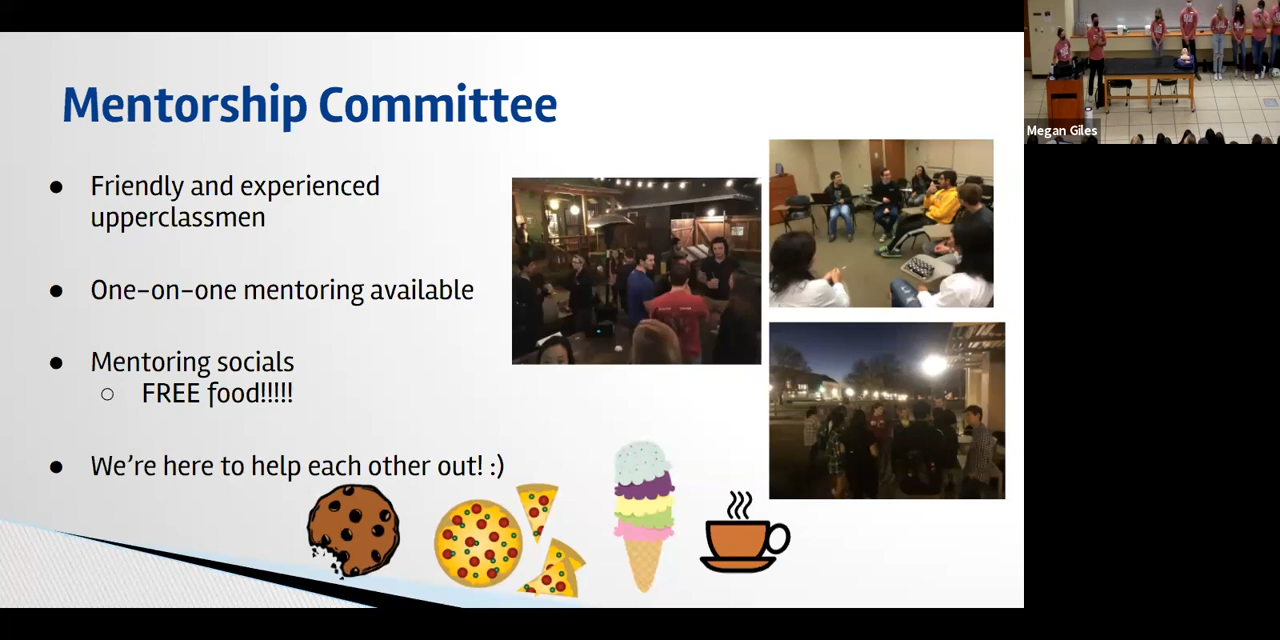 Mentorship Committee
● Friendly and experienced
upperclassmen
● One-on-one mentoring available
● Mentoring socials
○ FREE food!!!!!
● We're here to help each other out! :)
Megan Giles